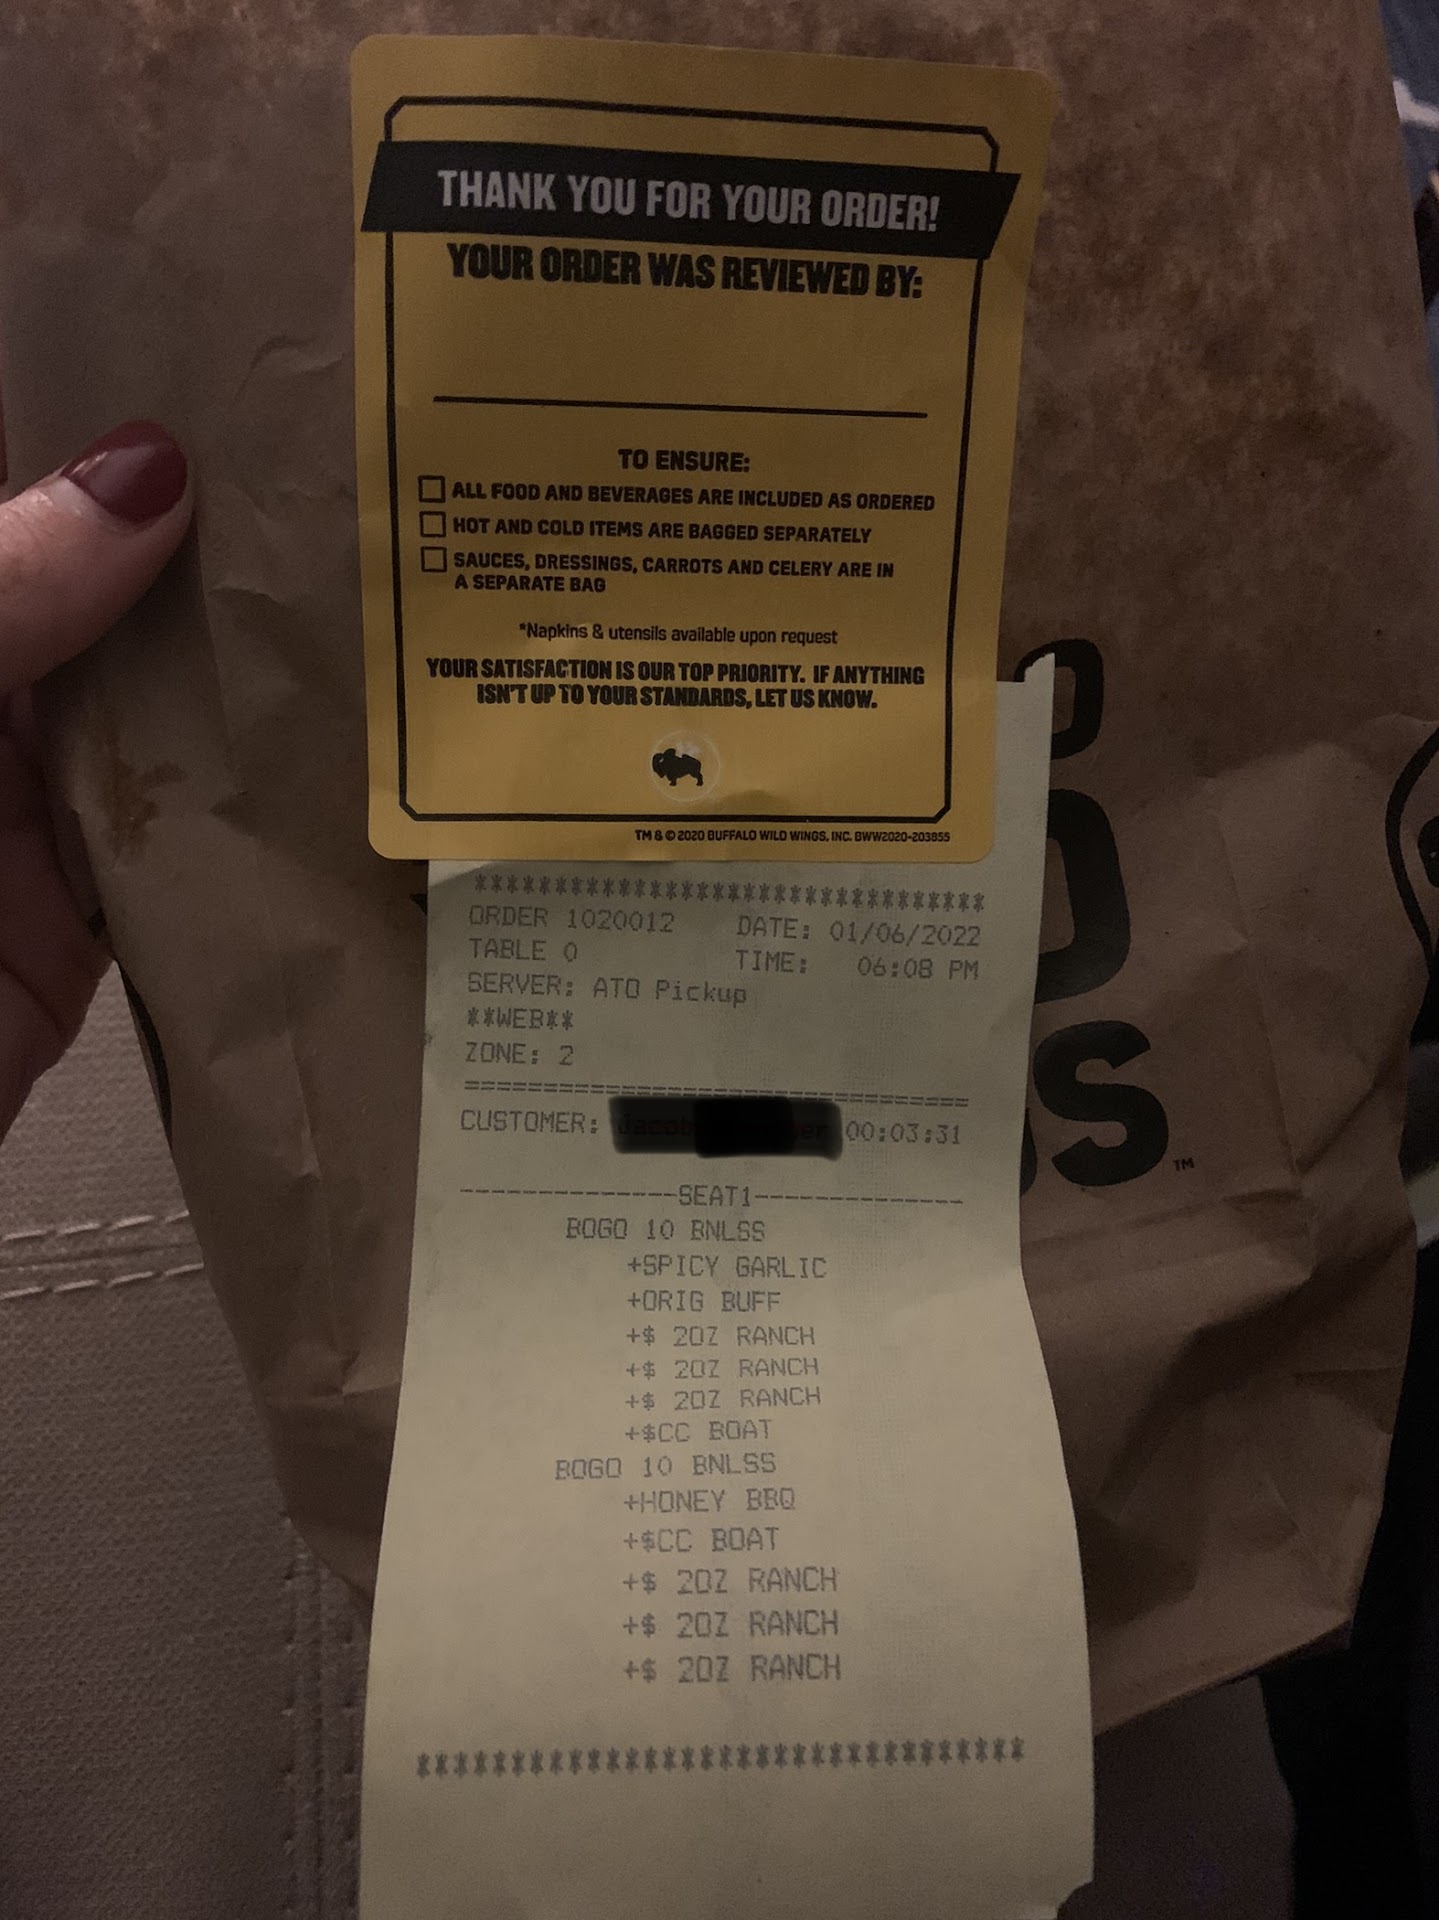 THANK YOU FOR YOUR ORDER!
YOUR ORDER WAS REVIEWED BY:
TO ENSURE:
ALL FOOD AND BEVERAGES ARE INCLUDED AS ORDERED
HOT AND COLD ITEMS ARE BAGGED SEPARATELY
SAUCES, DRESSINGS, CARROTS AND CELERY ARE IN
A SEPARATE BAG
*Napkins & utensils available upon request
YOUR SATISFACTION IS OUR TOP PRIORITY. IF ANYTHING
ISN'T UP TO YOUR STANDARDS, LET US KNOW.
TM & © 2020 BUFFALO WILD WINGS, INC. BWW2020-203855
*********************************
ORDER 1020012 DATE: 01/06/2022
TABLE 0 TIME: 06:08 PM
SERVER: ATO Pickup
**WEB**
ZONE: 2
=================================
CUSTOMER: 00:03:31
--------------SEAT1--------------
BOGO 10 BNLSS
+SPICY GARLIC
+ORIG BUFF
+$ 2OZ RANCH
+$ 2OZ RANCH
+$ 2OZ RANCH
+$CC BOAT
BOGO 10 BNLSS
+HONEY BBQ
+$CC BOAT
+$ 2OZ RANCH
+$ 2OZ RANCH
+$ 2OZ RANCH
*********************************